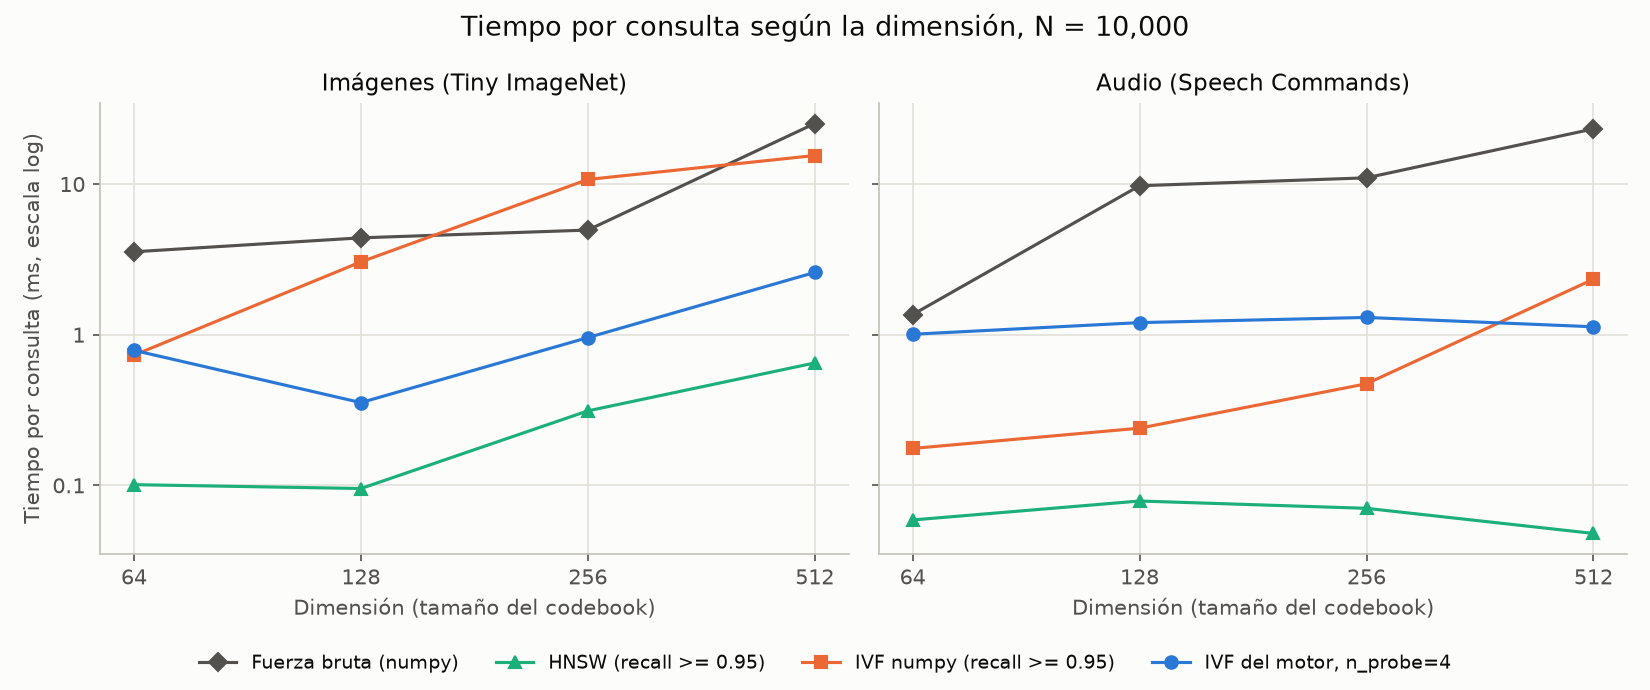 Tiempo por consulta según la dimensión, N = 10,000
Imágenes (Tiny ImageNet)
Audio (Speech Commands)
Tiempo por consulta (ms, escala log)
10
1
0.1
64 128 256 512
64 128 256 512
Dimensión (tamaño del codebook)
Dimensión (tamaño del codebook)
Fuerza bruta (numpy) HNSW (recall >= 0.95) IVF numpy (recall >= 0.95) IVF del motor, n_probe=4